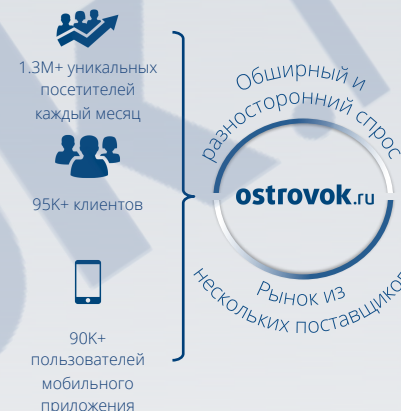 1.3М+ уникальных
посетителей
каждый месяц
95K+ клиентов
90K+
пользователей
мобильного
приложения
Обширный и
разносторонний спрос
ostrovok.ru
Рынок из
нескольких поставщиков